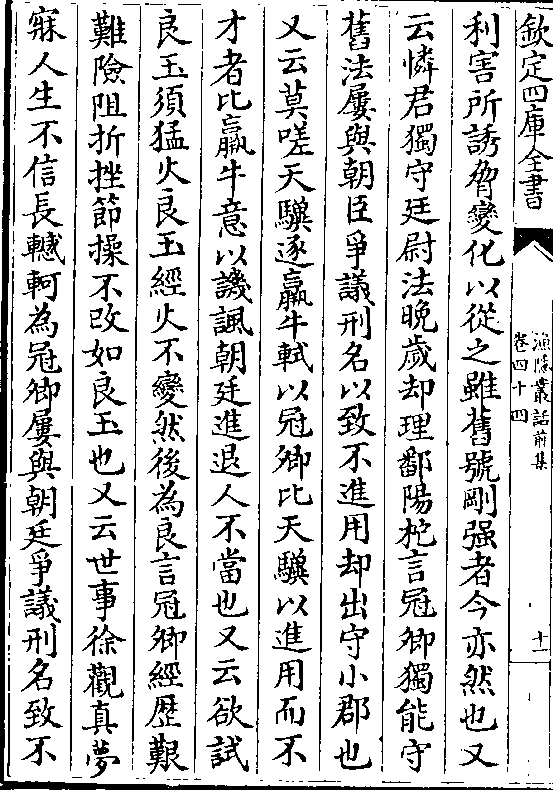 欽定四庫全書
漁隱叢話前集
卷四十四
十一
利害所誘脅變化以從之雖舊號剛强者今亦然也又
云憐君獨守廷尉法晚歲却理鄱陽柁言冠卿獨能守
舊法屢與朝臣爭議刑名以致不進用却出守小郡也
又云莫嗟天驥逐羸牛軾以冠卿比天驥以進用而不
才者比羸牛意以譏諷朝廷進退人不當也又云欲試
良玉須猛火良玉經火不變然後為良言冠卿經歷艱
難險阻折挫節操不改如良玉也又云世事徐觀真夢
寐人生不信長轗軻為冠卿屢與朝廷爭議刑名致不